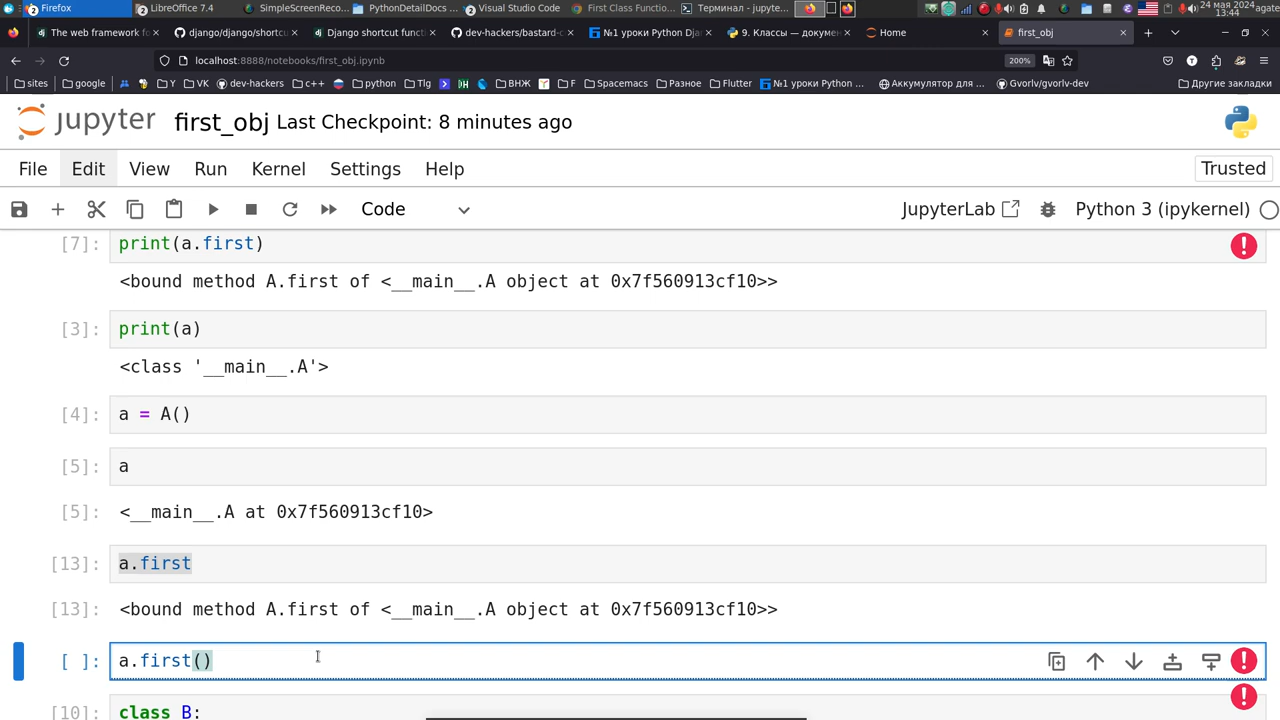 Firefox 2 LibreOffice 7.4 SimpleScreenReco... PythonDetailDocs ... 2 Visual Studio Code First Class Functio... Терминал - jupyte... 24 мая 2024 agate
13:44
The web framework fo × django/django/shortcu × Django shortcut functi × dev-hackers/bastard- × №1 уроки Python Dj × 9. Классы — докумен × Home × first_obj ×
localhost:8888/notebooks/first_obj.ipynb 200%
sites google Y VK dev-hackers c++ python Tlg ВНЖ F Spacemacs Разное Flutter №1 уроки Python ... Аккумулятор для ... Gvorlv/gvorlv-dev Другие закладки
jupyter first_obj Last Checkpoint: 8 minutes ago
File Edit View Run Kernel Settings Help Trusted
Code JupyterLab Python 3 (ipykernel)
[7]: print(a.first)
<bound method A.first of <__main__.A object at 0x7f560913cf10>>
[3]: print(a)
<class '__main__.A'>
[4]: a = A()
[5]: a
[5]: <__main__.A at 0x7f560913cf10>
[13]: a.first
[13]: <bound method A.first of <__main__.A object at 0x7f560913cf10>>
[ ]: a.first()
[10]: class B: